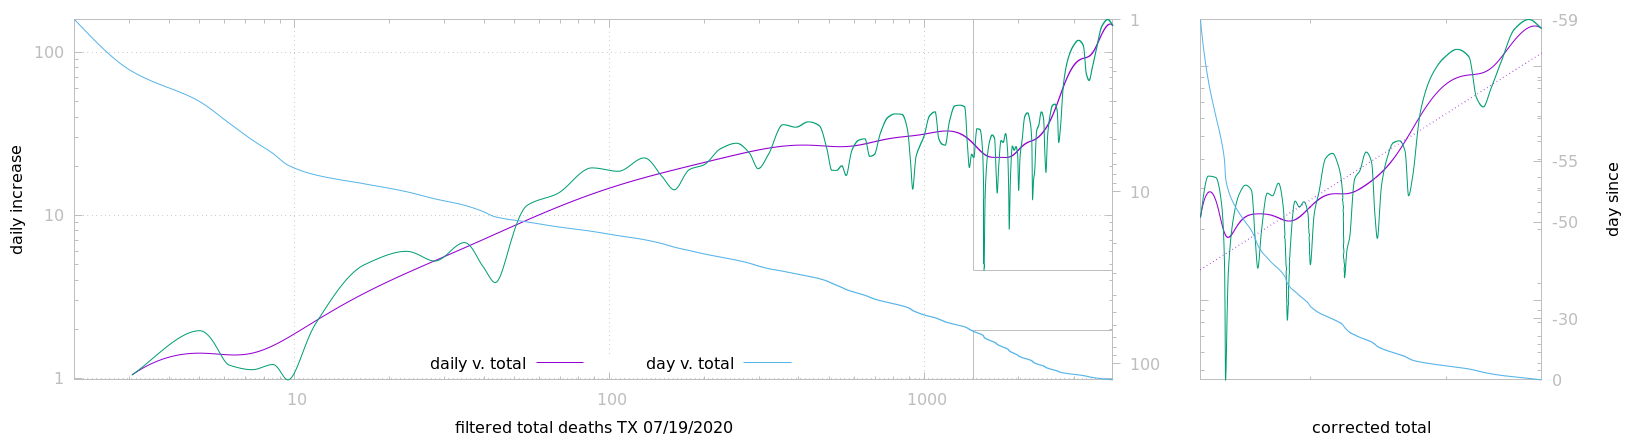 100
10
1
daily increase
10
100
1000
filtered total deaths TX 07/19/2020
daily v. total
day v. total
1
10
100
-59
-55
-50
-30
0
day since
corrected total